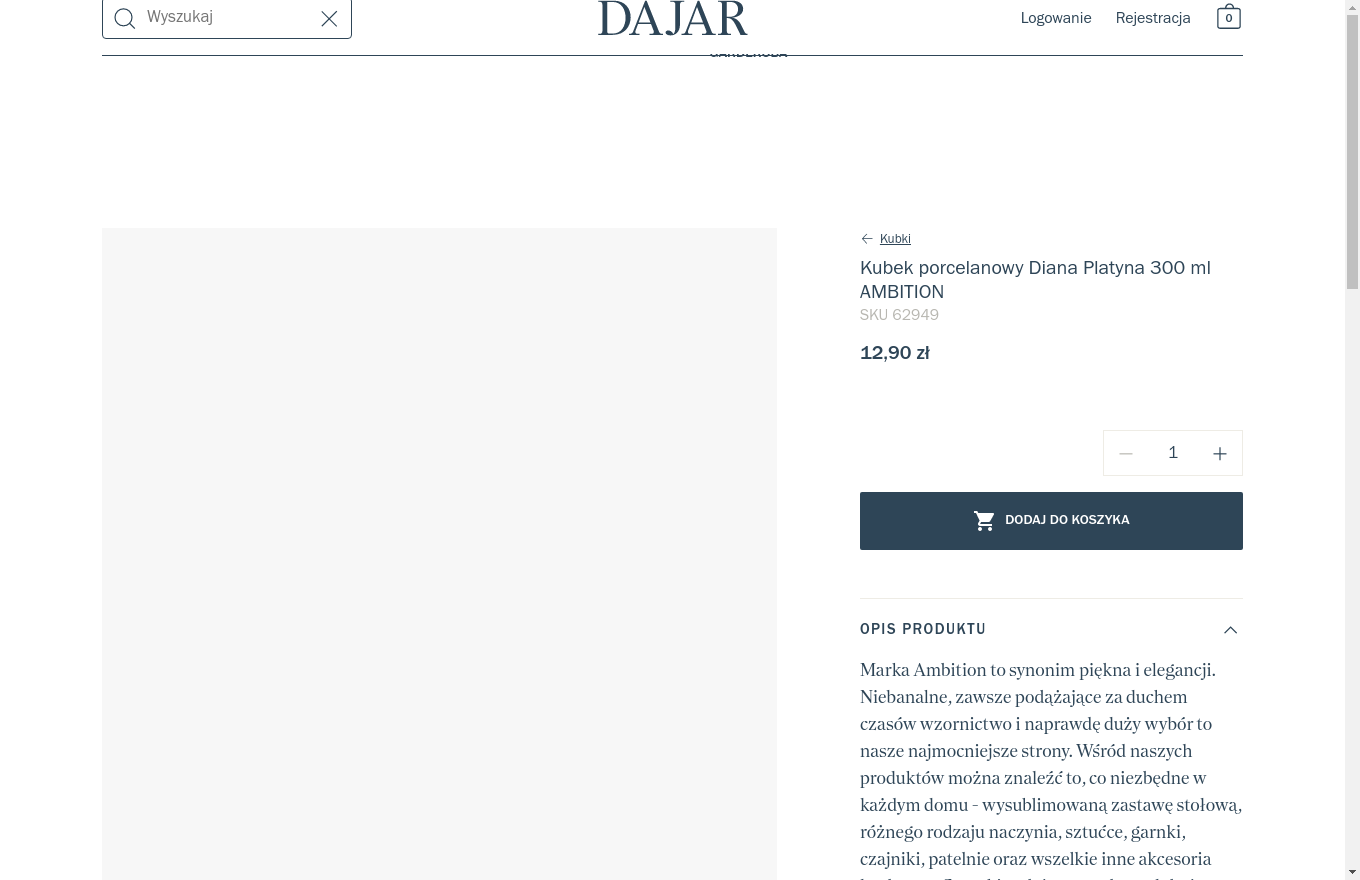 Wyszukaj
DAJAR
Logowanie
Rejestracja
0
Kubki
Kubek porcelanowy Diana Platyna 300 ml
AMBITION
SKU 62949
12,90 zł
1
DODAJ DO KOSZYKA
OPIS PRODUKTU
Marka Ambition to synonim piękna i elegancji.
Niebanalne, zawsze podążające za duchem
czasów wzornictwo i naprawdę duży wybór to
nasze najmocniejsze strony. Wśród naszych
produktów można znaleźć to, co niezbędne w
każdym domu - wysublimowaną zastawę stołową,
różnego rodzaju naczynia, sztućce, garnki,
czajniki, patelnie oraz wszelkie inne akcesoria